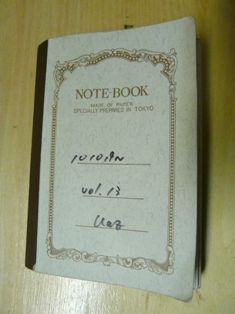 NOTE-BOOK
MADE OF PAPER
SPECIALLY PREPARED IN TOKYO
vol. 13